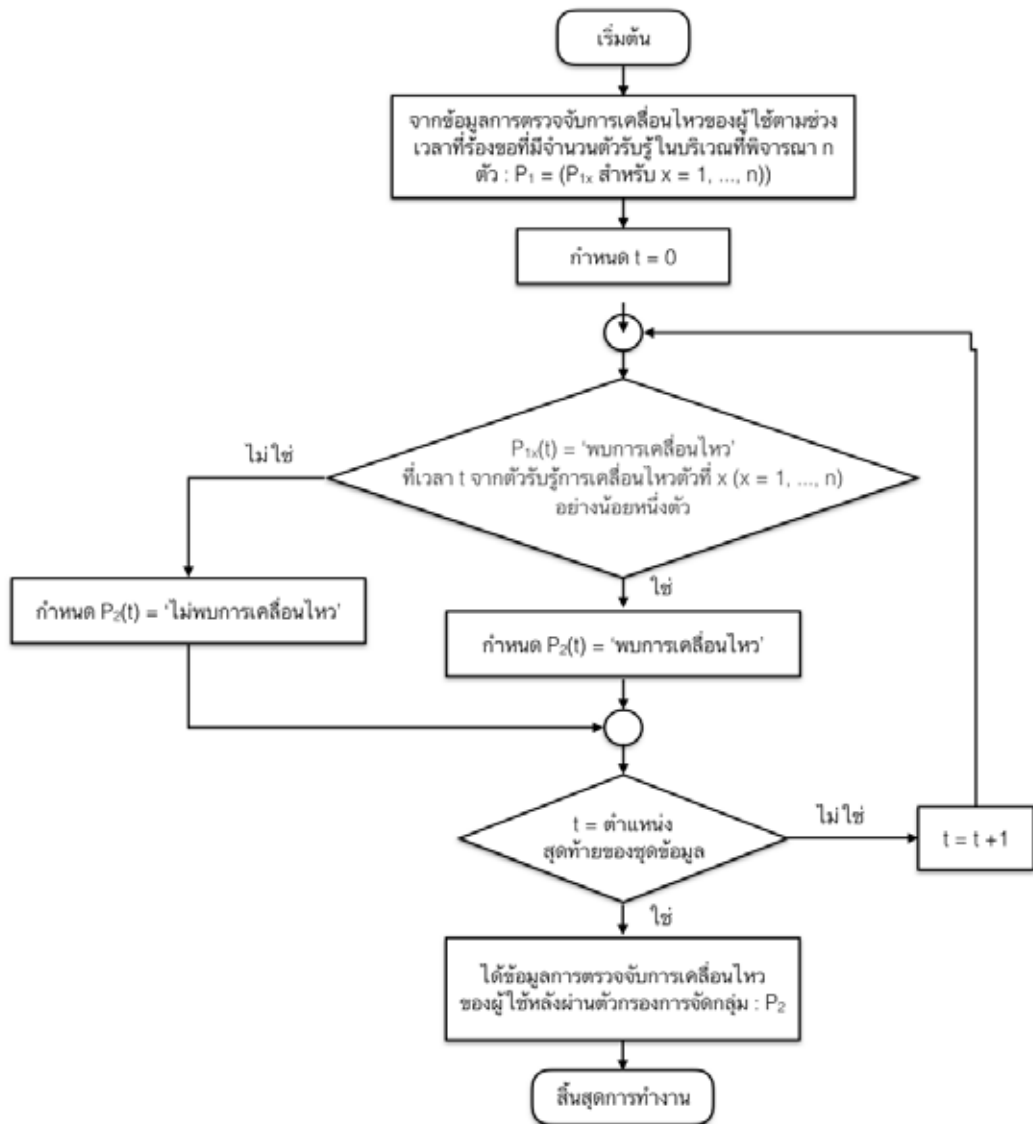 เริ่มต้น
จากข้อมูลการตรวจจับการเคลื่อนไหวของผู้ใช้ตามช่วง
เวลาที่ร้องขอที่มีจำนวนตัวรับรู้ ในบริเวณที่พิจารณา n
ตัว : P₁ = (P₁ₓ สำหรับ x = 1, ..., n))
กำหนด t = 0
P₁ₓ(t) = ‘พบการเคลื่อนไหว’
ที่เวลา t จากตัวรับรู้การเคลื่อนไหวตัวที่ x (x = 1, ..., n)
อย่างน้อยหนึ่งตัว
ไม่ใช่
ใช่
กำหนด P₂(t) = ‘ไม่พบการเคลื่อนไหว’
กำหนด P₂(t) = ‘พบการเคลื่อนไหว’
t = ตำแหน่ง
สุดท้ายของชุดข้อมูล
ไม่ใช่
t = t +1
ใช่
ได้ข้อมูลการตรวจจับการเคลื่อนไหว
ของผู้ใช้หลังผ่านตัวกรองการจัดกลุ่ม : P₂
สิ้นสุดการทำงาน